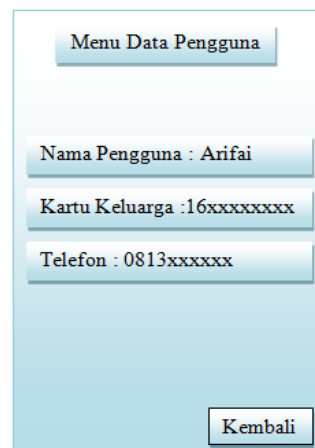 Menu Data Pengguna
Nama Pengguna : Arifai
Kartu Keluarga :16xxxxxxxx
Telefon : 0813xxxxxx
Kembali